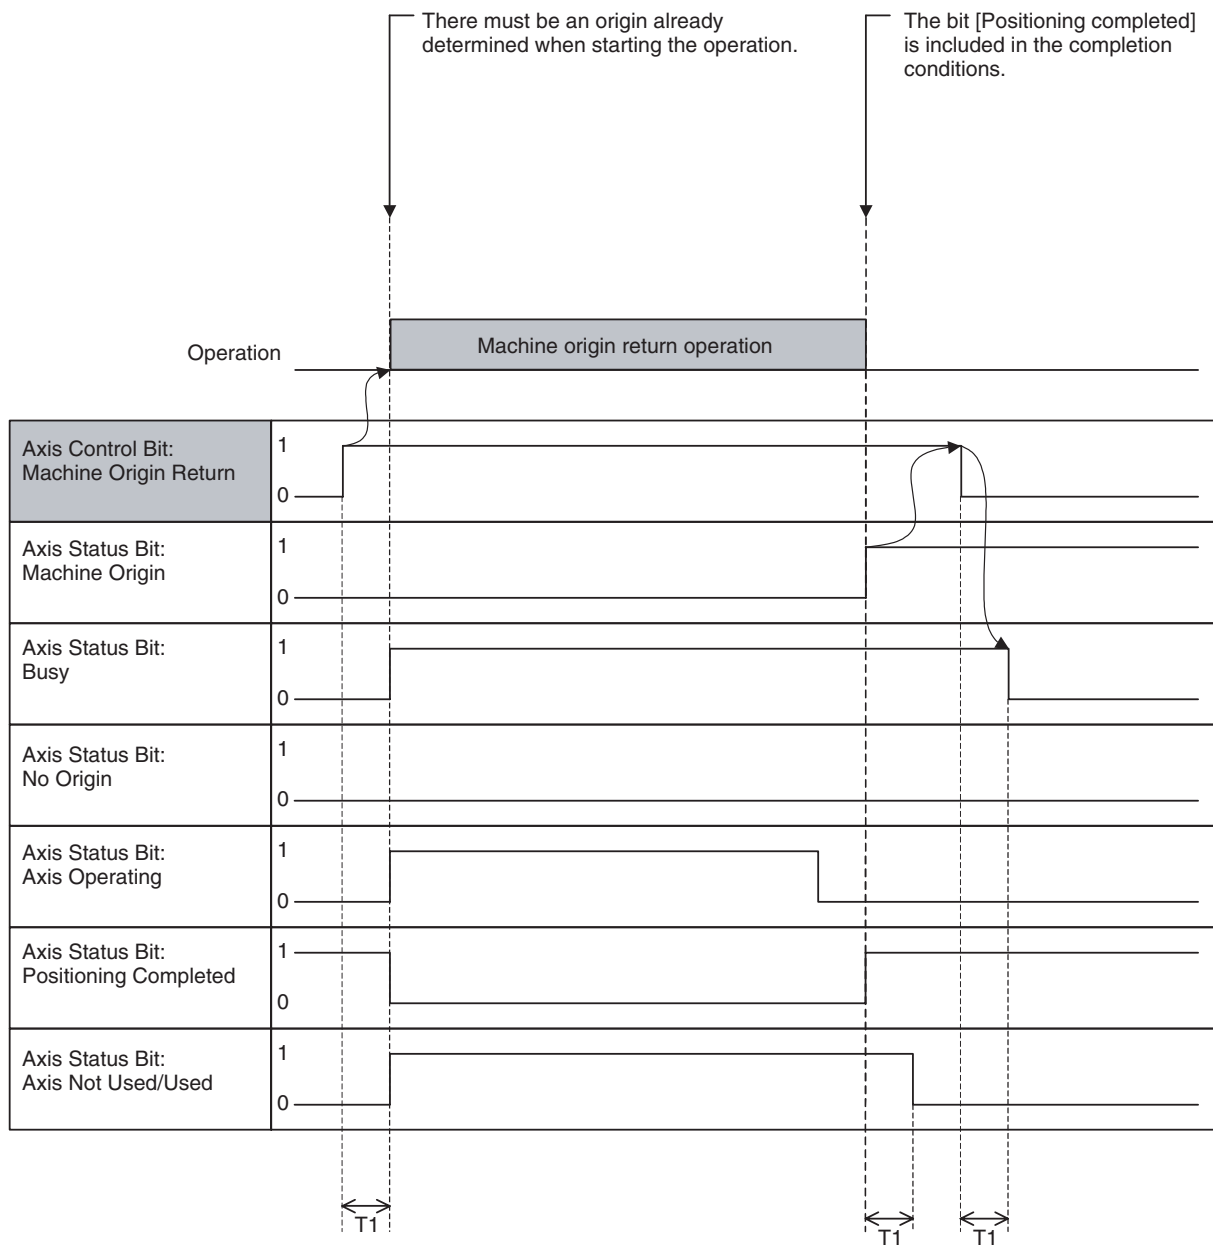 There must be an origin already
determined when starting the operation.
The bit [Positioning completed]
is included in the completion
conditions.
Operation
Machine origin return operation
Axis Control Bit:
Machine Origin Return
1
0
Axis Status Bit:
Machine Origin
1
0
Axis Status Bit:
Busy
1
0
Axis Status Bit:
No Origin
1
0
Axis Status Bit:
Axis Operating
1
0
Axis Status Bit:
Positioning Completed
1
0
Axis Status Bit:
Axis Not Used/Used
1
0
T1
T1
T1